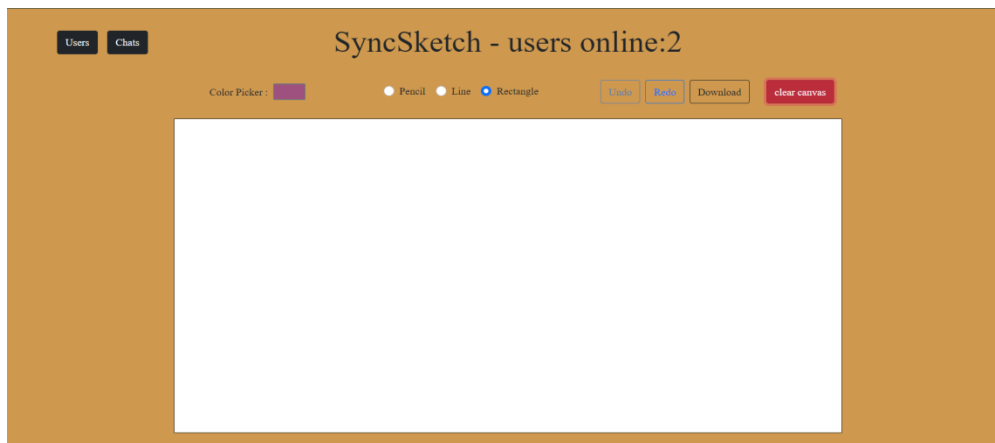 Users Chats SyncSketch - users online:2
Color Picker : Pencil Line Rectangle Undo Redo Download clear canvas